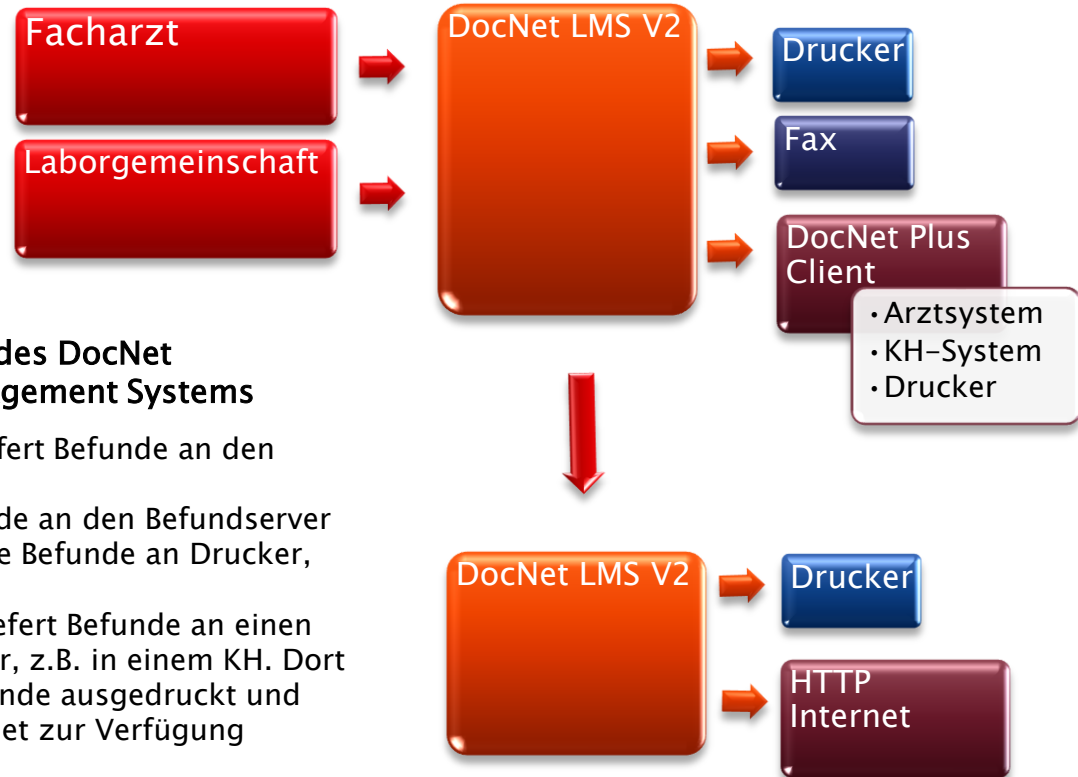 Facharzt
Laborgemeinschaft
DocNet LMS V2
Drucker
Fax
DocNet Plus
Client
· Arztsystem
· KH-System
· Drucker
des DocNet
gement Systems
fert Befunde an den
de an den Befundserver
e Befunde an Drucker,
efert Befunde an einen
r, z.B. in einem KH. Dort
nde ausgedruckt und
et zur Verfügung
DocNet LMS V2
Drucker
HTTP
Internet